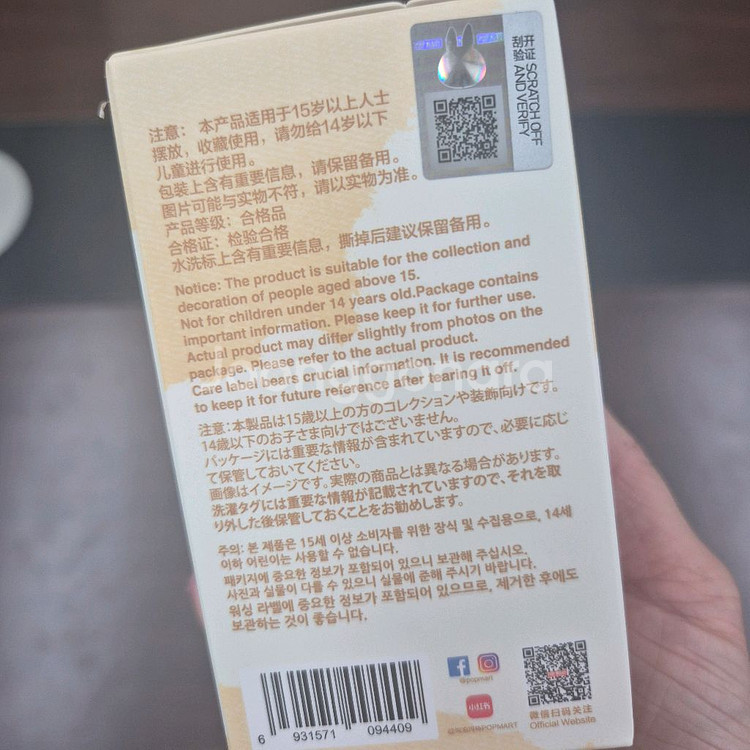 开证 SCRATCH OFF
刮验 AND VERIFY
注意： 本产品适用于15岁以上人士
摆放，收藏使用，请勿给14岁以下
儿童进行使用。
包装上含有重要信息，请保留备用。
图片可能与实物不符，请以实物为准。
产品等级：合格品
合格证：检验合格
水洗标上含有重要信息，撕掉后建议保留备用。
Notice: The product is suitable for the collection and
decoration of people aged above 15.
Not for children under 14 years old.Package contains
important information. Please keep it for further use.
Actual product may differ slightly from photos on the
package. Please refer to the actual product.
Care label bears crucial information. It is recommended
to keep it for future reference after tearing it off.
joonggonara
注意：本製品は15歳以上の方のコレクションや装飾向けです。
14歳以下のお子さま向けではございません。
パッケージには重要な情報が含まれていますので、必要に応じ
て保管しておいてください。
画像はイメージです。実際の商品とは異なる場合があります。
洗濯タグには重要な情報が記載されていますので、それを取
り外した後保管しておくことをお勧めします。
주의: 본 제품은 15세 이상 소비자를 위한 장식 및 수집용으로, 14세
이하 어린이는 사용할 수 없습니다.
패키지에 중요한 정보가 포함되어 있으니 보관해 주십시오.
사진과 실물이 다를 수 있으니 실물에 준해 주시기 바랍니다.
워싱 라벨에 중요한 정보가 포함되어 있으므로, 제거한 후에도
보관하는 것이 좋습니다.
6 931571 094409
@popmart
小红书
POPMART
微信扫码关注
Official Website